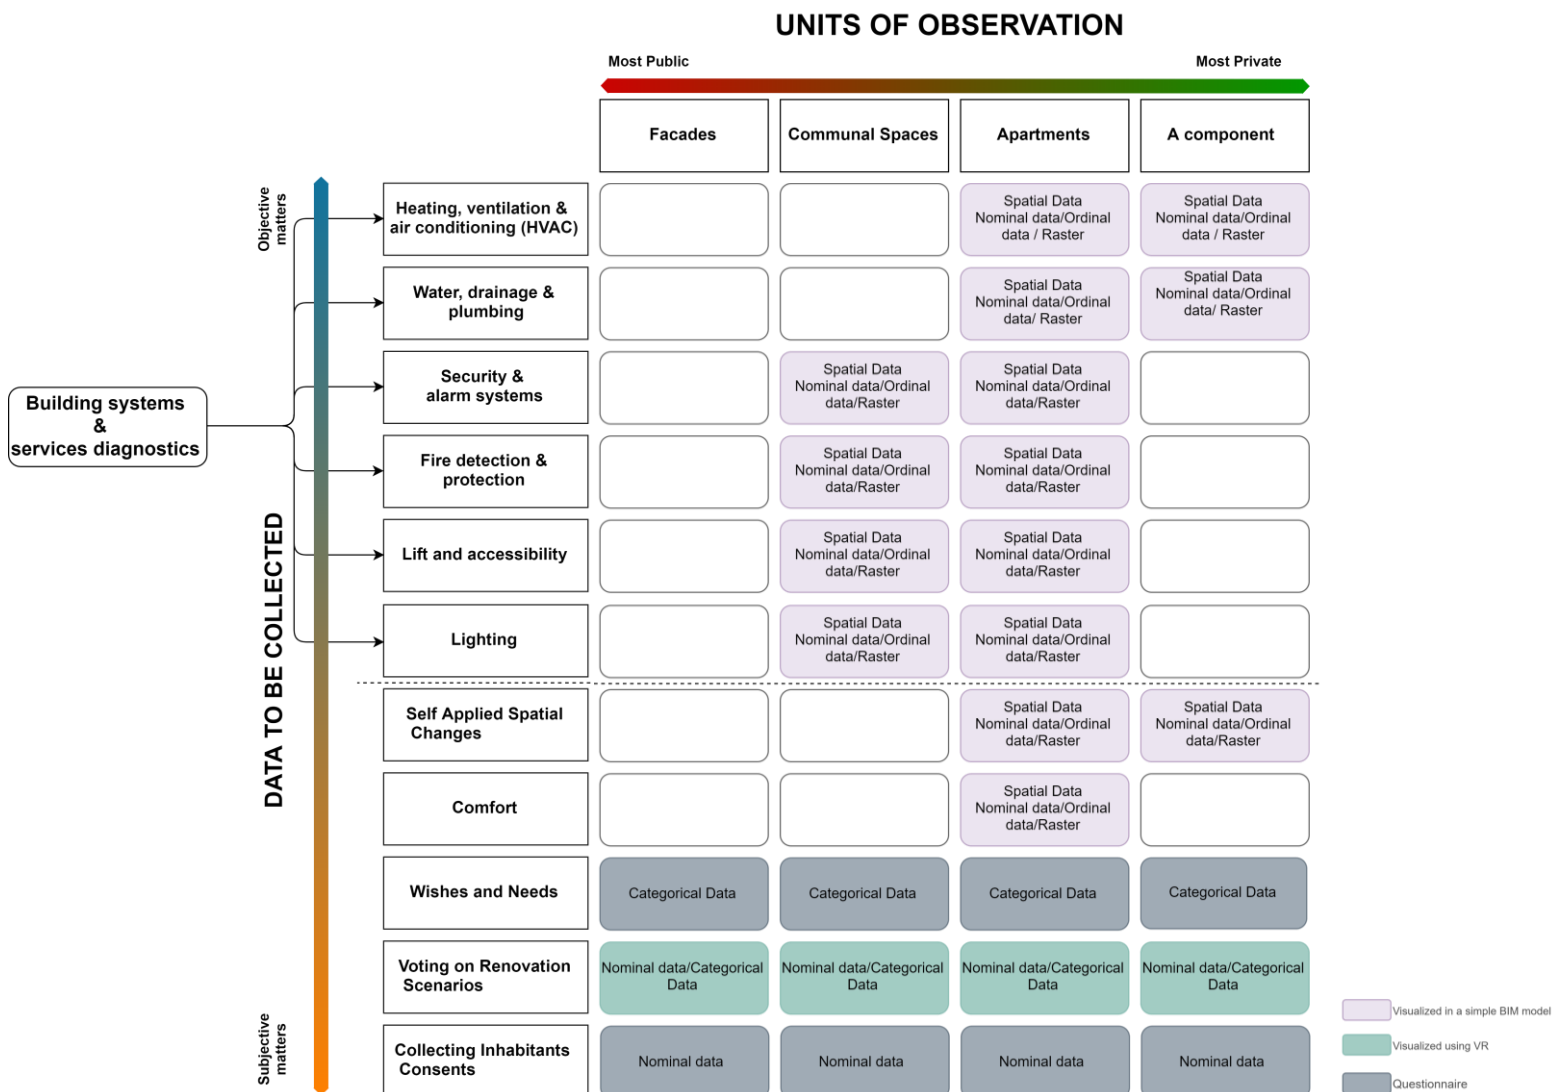 UNITS OF OBSERVATION
Most Public
Most Private
Facades
Communal Spaces
Apartments
A component
Objective
matters
Heating, ventilation &
air conditioning (HVAC)
Spatial Data
Nominal data/Ordinal
data / Raster
Spatial Data
Nominal data/Ordinal
data / Raster
Water, drainage &
plumbing
Spatial Data
Nominal data/Ordinal
data/ Raster
Spatial Data
Nominal data/Ordinal
data/ Raster
Building systems
&
services diagnostics
Security &
alarm systems
Spatial Data
Nominal data/Ordinal
data/Raster
Spatial Data
Nominal data/Ordinal
data/Raster
Fire detection &
protection
Spatial Data
Nominal data/Ordinal
data/Raster
Spatial Data
Nominal data/Ordinal
data/Raster
DATA TO BE COLLECTED
Lift and accessibility
Spatial Data
Nominal data/Ordinal
data/Raster
Spatial Data
Nominal data/Ordinal
data/Raster
Lighting
Spatial Data
Nominal data/Ordinal
data/Raster
Spatial Data
Nominal data/Ordinal
data/Raster
Self Applied Spatial
Changes
Spatial Data
Nominal data/Ordinal
data/Raster
Spatial Data
Nominal data/Ordinal
data/Raster
Comfort
Spatial Data
Nominal data/Ordinal
data/Raster
Wishes and Needs
Categorical Data
Categorical Data
Categorical Data
Categorical Data
Voting on Renovation
Scenarios
Nominal data/Categorical
Data
Nominal data/Categorical
Data
Nominal data/Categorical
Data
Nominal data/Categorical
Data
Subjective
matters
Collecting Inhabitants
Consents
Nominal data
Nominal data
Nominal data
Nominal data
Visualized in a simple BIM model
Visualized using VR
Questionnaire